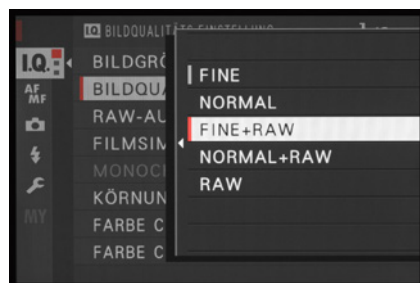 I.Q. BILDQUALITÄTS-EINSTELLUNG
I.Q.
BILDGRÖ
BILDQUA
RAW-AU
FILMSIM
MONOC
KÖRNUN
FARBE C
FARBE C
AF
MF
MY
FINE
NORMAL
FINE+RAW
NORMAL+RAW
RAW